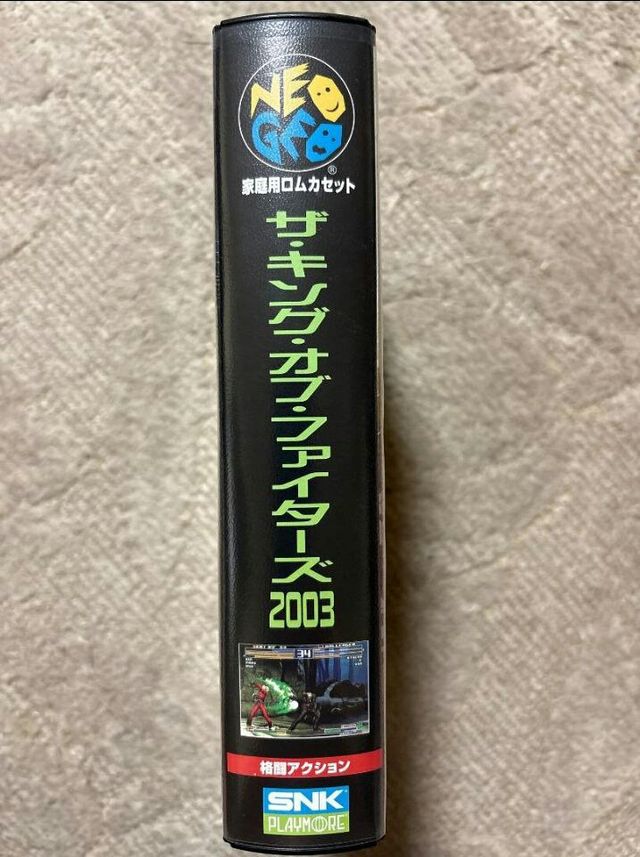 NEO
GEO
®
家庭用ロムカセット
ザ・キング・オブ・ファイターズ
2003
34
格闘アクション
SNK
PLAYMORE